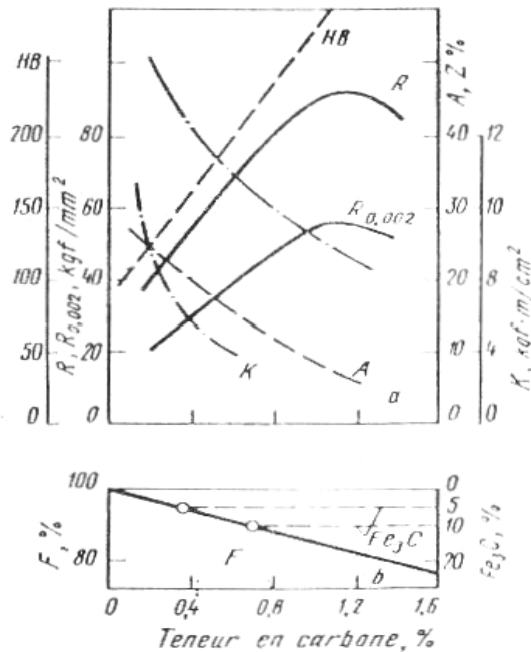 HB
200
150
100
50
0
R, R0,002, kgf/mm²
80
60
40
20
0
HB
R
R0,002
K
A
a
A, Z %
40
30
20
10
0
12
10
8
4
0
K, kgf·m/cm²
F, %
100
80
F
Fe₃C
b
0
5
10
20
Fe₃C, %
0 0,4 0,8 1,2 1,6
Teneur en carbone, %